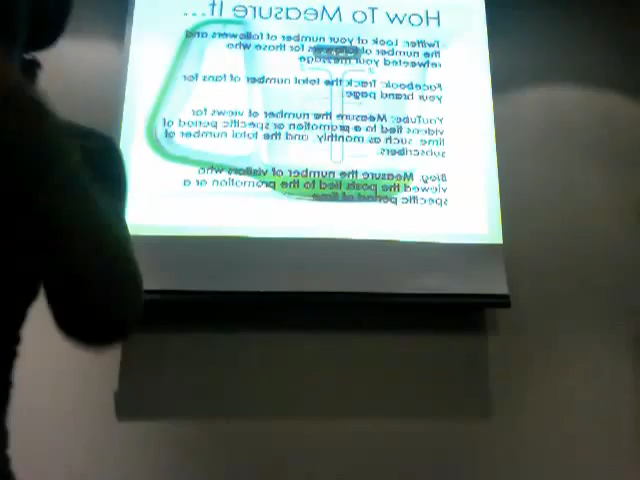 How To Measure It...
Twitter: Look at your number of followers and
the number of for those who
retweeted your message
Facebook: Track the total number of fans for
your brand page
YouTube: Measure the number of views for
videos tied to a promotion or specific period of
time such as monthly, and the total number of
subscribers.
Blog: Measure the number of visitors who
viewed the posts tied to the promotion or a
specific period of time